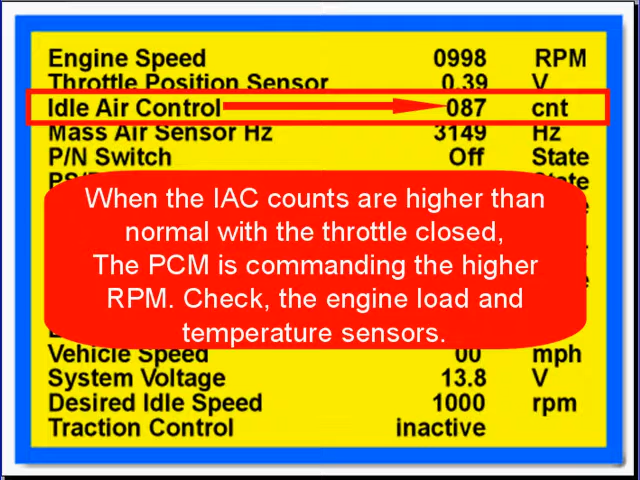 Engine Speed 0998 RPM
Throttle Position Sensor 0.39 V
Idle Air Control 087 cnt
Mass Air Sensor Hz 3149 Hz
P/N Switch Off State
When the IAC counts are higher than
normal with the throttle closed,
The PCM is commanding the higher
RPM. Check, the engine load and
temperature sensors.
Vehicle Speed 00 mph
System Voltage 13.8 V
Desired Idle Speed 1000 rpm
Traction Control inactive